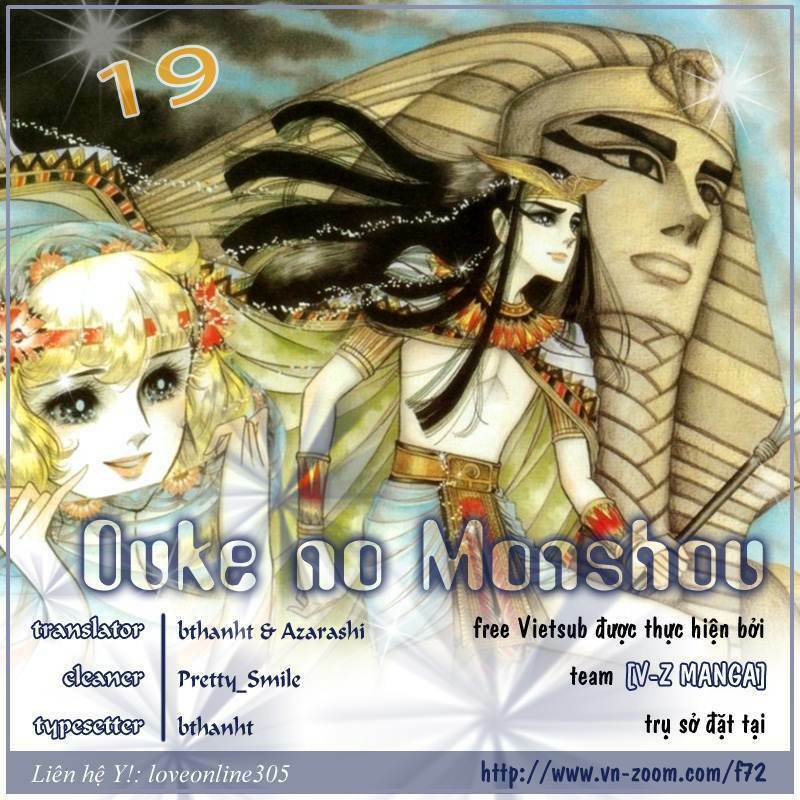 19
Ouke no Monshou
translator bthanht & Azarashi free Vietsub được thực hiện bởi
cleaner Pretty_Smile team [V-Z MANGA]
typesetter bthanht trụ sở đặt tại
Liên hệ Y!: loveonline305 http://www.vn-zoom.com/f72